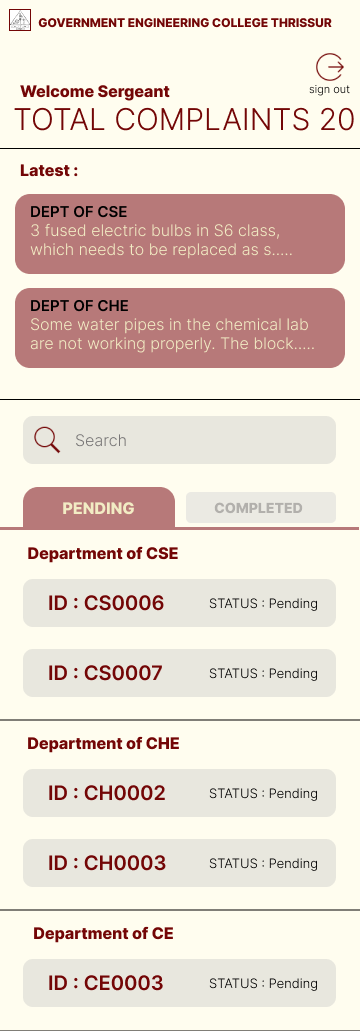 GOVERNMENT ENGINEERING COLLEGE THRISSUR
sign out
Welcome Sergeant
TOTAL COMPLAINTS 20
Latest :
DEPT OF CSE
3 fused electric bulbs in S6 class,
which needs to be replaced as s.....
DEPT OF CHE
Some water pipes in the chemical lab
are not working properly. The block.....
Search
PENDING
COMPLETED
Department of CSE
ID : CS0006
STATUS : Pending
ID : CS0007
STATUS : Pending
Department of CHE
ID : CH0002
STATUS : Pending
ID : CH0003
STATUS : Pending
Department of CE
ID : CE0003
STATUS : Pending